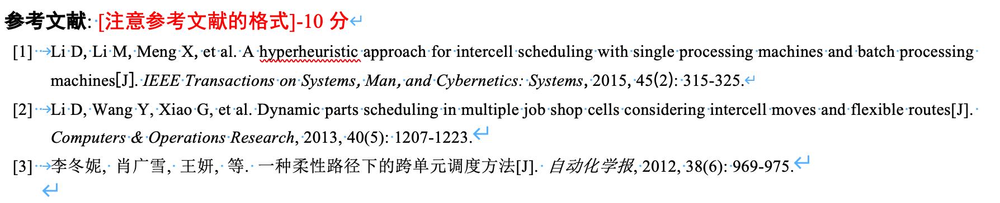 参考文献: [注意参考文献的格式]-10 分
[1] Li D, Li M, Meng X, et al. A hyperheuristic approach for intercell scheduling with single processing machines and batch processing
machines[J]. IEEE Transactions on Systems, Man, and Cybernetics: Systems, 2015, 45(2): 315-325.
[2] Li D, Wang Y, Xiao G, et al. Dynamic parts scheduling in multiple job shop cells considering intercell moves and flexible routes[J].
Computers & Operations Research, 2013, 40(5): 1207-1223.
[3] 李冬妮, 肖广雪, 王妍, 等. 一种柔性路径下的跨单元调度方法[J]. 自动化学报, 2012, 38(6): 969-975.